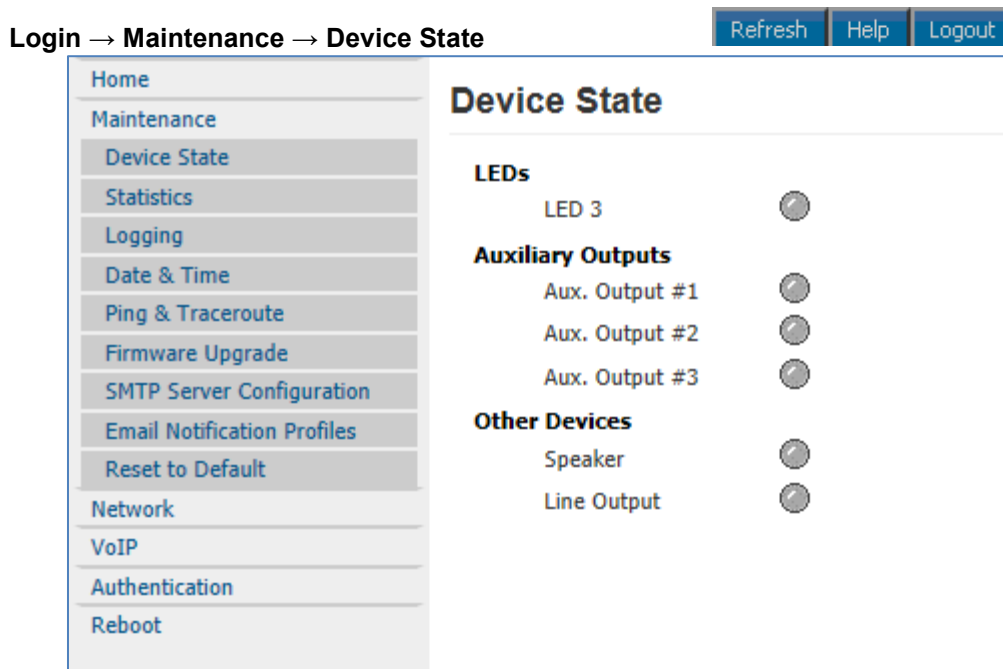 Login → Maintenance → Device State
Refresh Help Logout
Home
Maintenance
Device State
Statistics
Logging
Date & Time
Ping & Traceroute
Firmware Upgrade
SMTP Server Configuration
Email Notification Profiles
Reset to Default
Network
VoIP
Authentication
Reboot
Device State
LEDs
LED 3
Auxiliary Outputs
Aux. Output #1
Aux. Output #2
Aux. Output #3
Other Devices
Speaker
Line Output